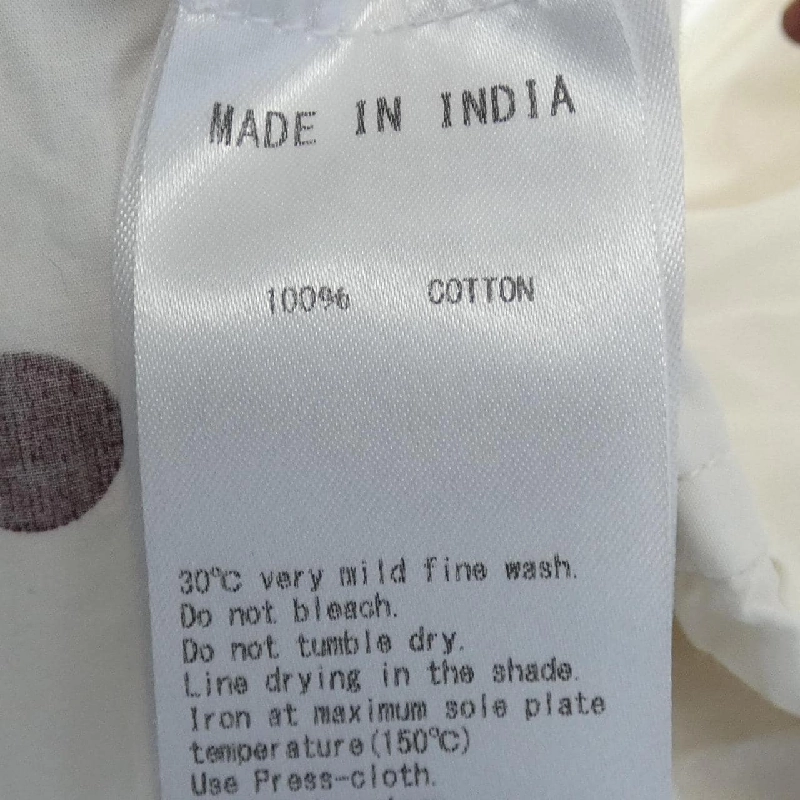 MADE IN INDIA
100% COTTON
30°C very mild fine wash.
Do not bleach.
Do not tumble dry.
Line drying in the shade.
Iron at maximum sole plate
temperature(150℃)
Use Press-cloth.